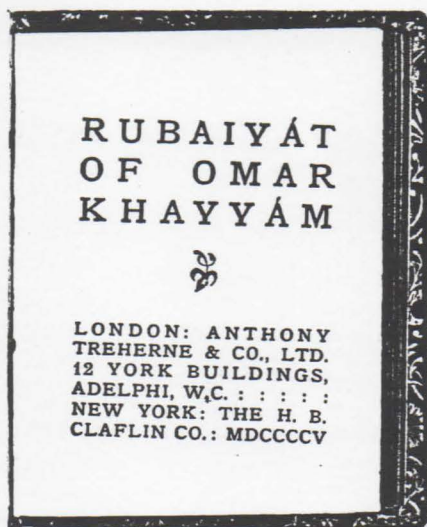 RUBAIYÁT
OF OMAR
KHAYYÁM
LONDON: ANTHONY
TREHERNE & CO., LTD.
12 YORK BUILDINGS,
ADELPHI, W.C. : : : : :
NEW YORK: THE H. B.
CLAFLIN CO.: MDCCCCV